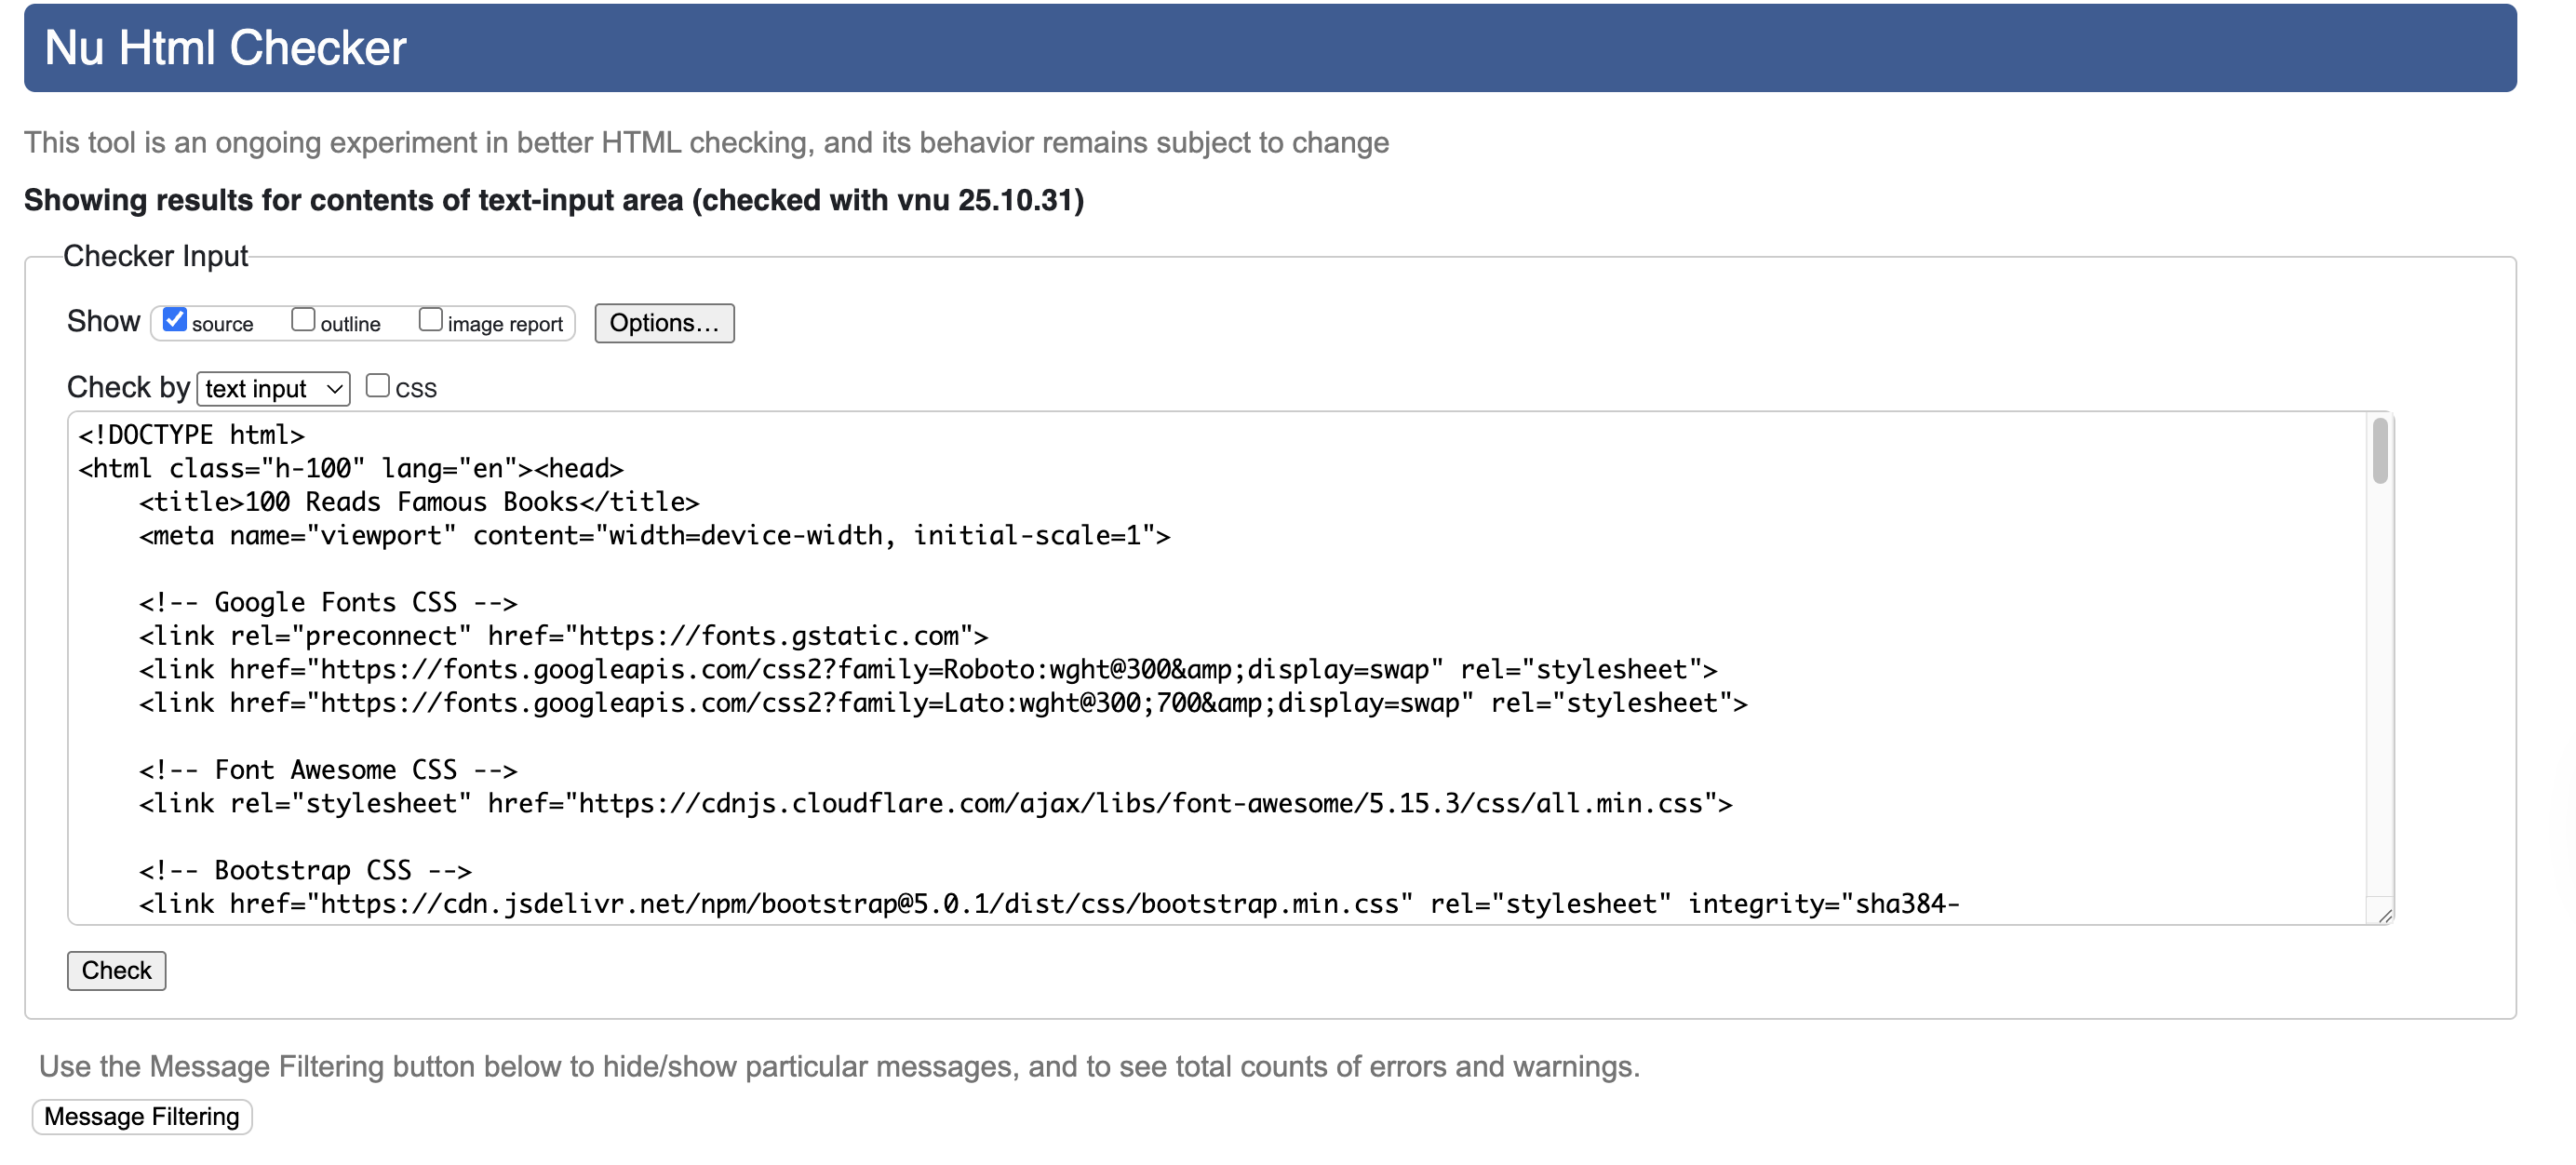 Nu Html Checker
This tool is an ongoing experiment in better HTML checking, and its behavior remains subject to change
Showing results for contents of text-input area (checked with vnu 25.10.31)
Checker Input
Show source outline image report Options...
Check by text input CSS
<!DOCTYPE html>
<html class="h-100" lang="en"><head>
    <title>100 Reads Famous Books</title>
    <meta name="viewport" content="width=device-width, initial-scale=1">
    <!-- Google Fonts CSS -->
    <link rel="preconnect" href="https://fonts.gstatic.com">
    <link href="https://fonts.googleapis.com/css2?family=Roboto:wght@300&amp;display=swap" rel="stylesheet">
    <link href="https://fonts.googleapis.com/css2?family=Lato:wght@300;700&amp;display=swap" rel="stylesheet">
    <!-- Font Awesome CSS -->
    <link rel="stylesheet" href="https://cdnjs.cloudflare.com/ajax/libs/font-awesome/5.15.3/css/all.min.css">
    <!-- Bootstrap CSS -->
    <link href="https://cdn.jsdelivr.net/npm/bootstrap@5.0.1/dist/css/bootstrap.min.css" rel="stylesheet" integrity="sha384-
Check
Use the Message Filtering button below to hide/show particular messages, and to see total counts of errors and warnings.
Message Filtering